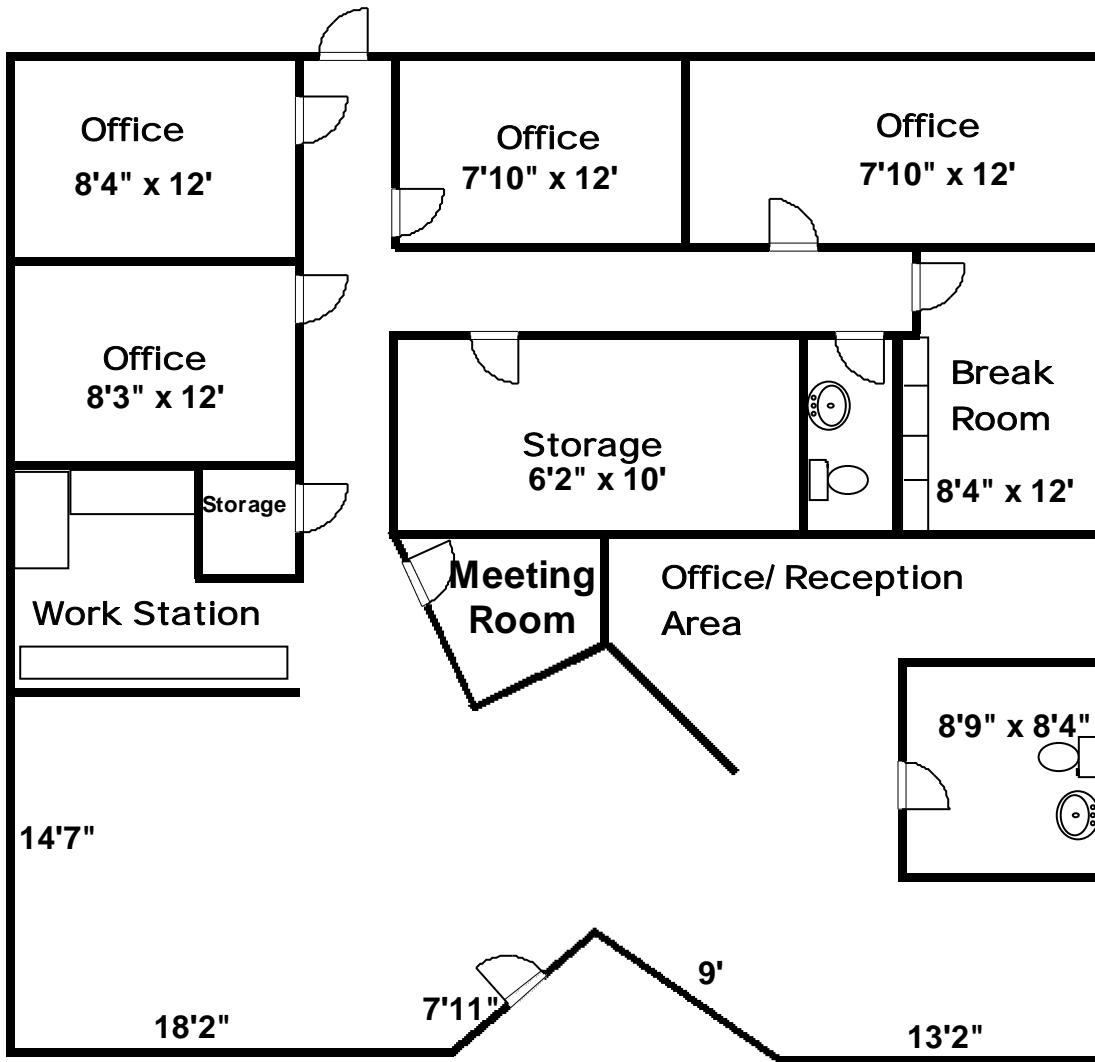 Office
8'4" x 12'
Office
7'10" x 12'
Office
7'10" x 12'
Office
8'3" x 12'
Storage
6'2" x 10'
Break
Room
8'4" x 12'
Storage
Meeting
Room
Office/ Reception
Area
Work Station
8'9" x 8'4"
14'7"
18'2"
7'11"
9'
13'2"